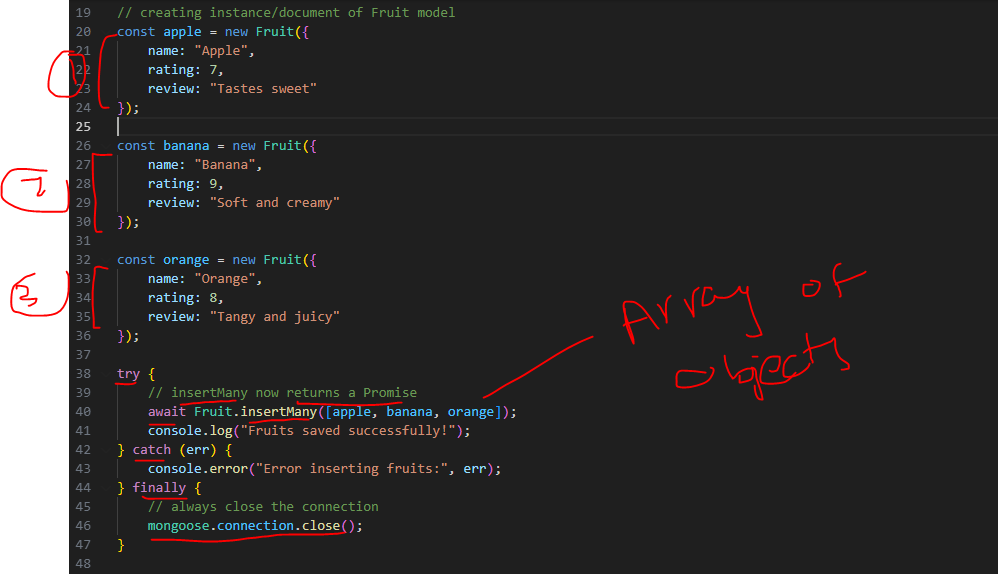 19 // creating instance/document of Fruit model
20 const apple = new Fruit({
21 name: "Apple",
22 rating: 7,
23 review: "Tastes sweet"
24 });
25
26 const banana = new Fruit({
27 name: "Banana",
28 rating: 9,
29 review: "Soft and creamy"
30 });
31
32 const orange = new Fruit({
33 name: "Orange",
34 rating: 8,
35 review: "Tangy and juicy"
36 });
37
Array of
objects
38 try {
39 // insertMany now returns a Promise
40 await Fruit.insertMany([apple, banana, orange]);
41 console.log("Fruits saved successfully!");
42 } catch (err) {
43 console.error("Error inserting fruits:", err);
44 } finally {
45 // always close the connection
46 mongoose.connection.close();
47 }
48